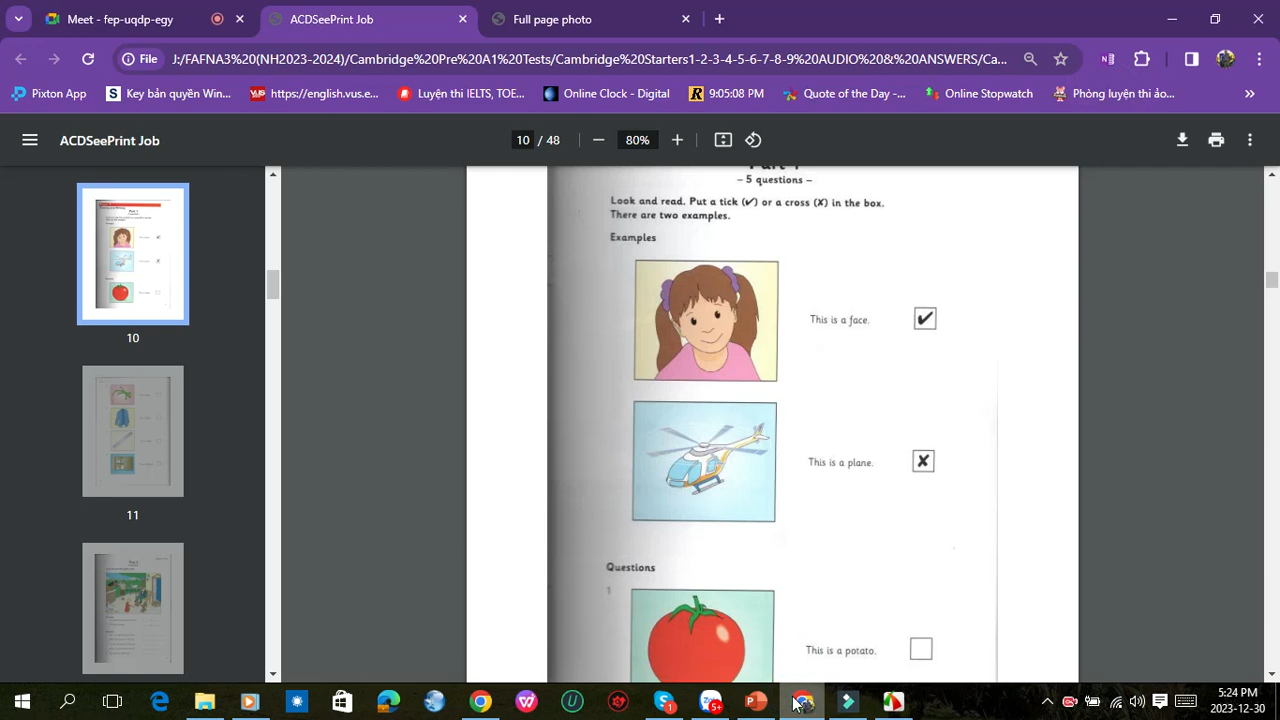 Meet - fep-uqdp-egy
ACDSeePrint Job
Full page photo
File
J:/FAFNA3%20(NH2023-2024)/Cambridge%20Pre%20A1%20Tests/Cambridge%20Starters1-2-3-4-5-6-7-8-9%20AUDIO%20&%20ANSWERS/Ca...
Pixton App
Key bản quyền Win...
https://english.vus.e...
Luyện thi IELTS, TOE...
Online Clock - Digital
9:05:08 PM
Quote of the Day -...
Online Stopwatch
Phòng luyện thi ảo...
ACDSeePrint Job
10 / 48
80%
– 5 questions –
Look and read. Put a tick (✔) or a cross (✘) in the box.
There are two examples.
Examples
This is a face.
✔
This is a plane.
✘
Questions
1
This is a potato.
10
11
5:24 PM
2023-12-30